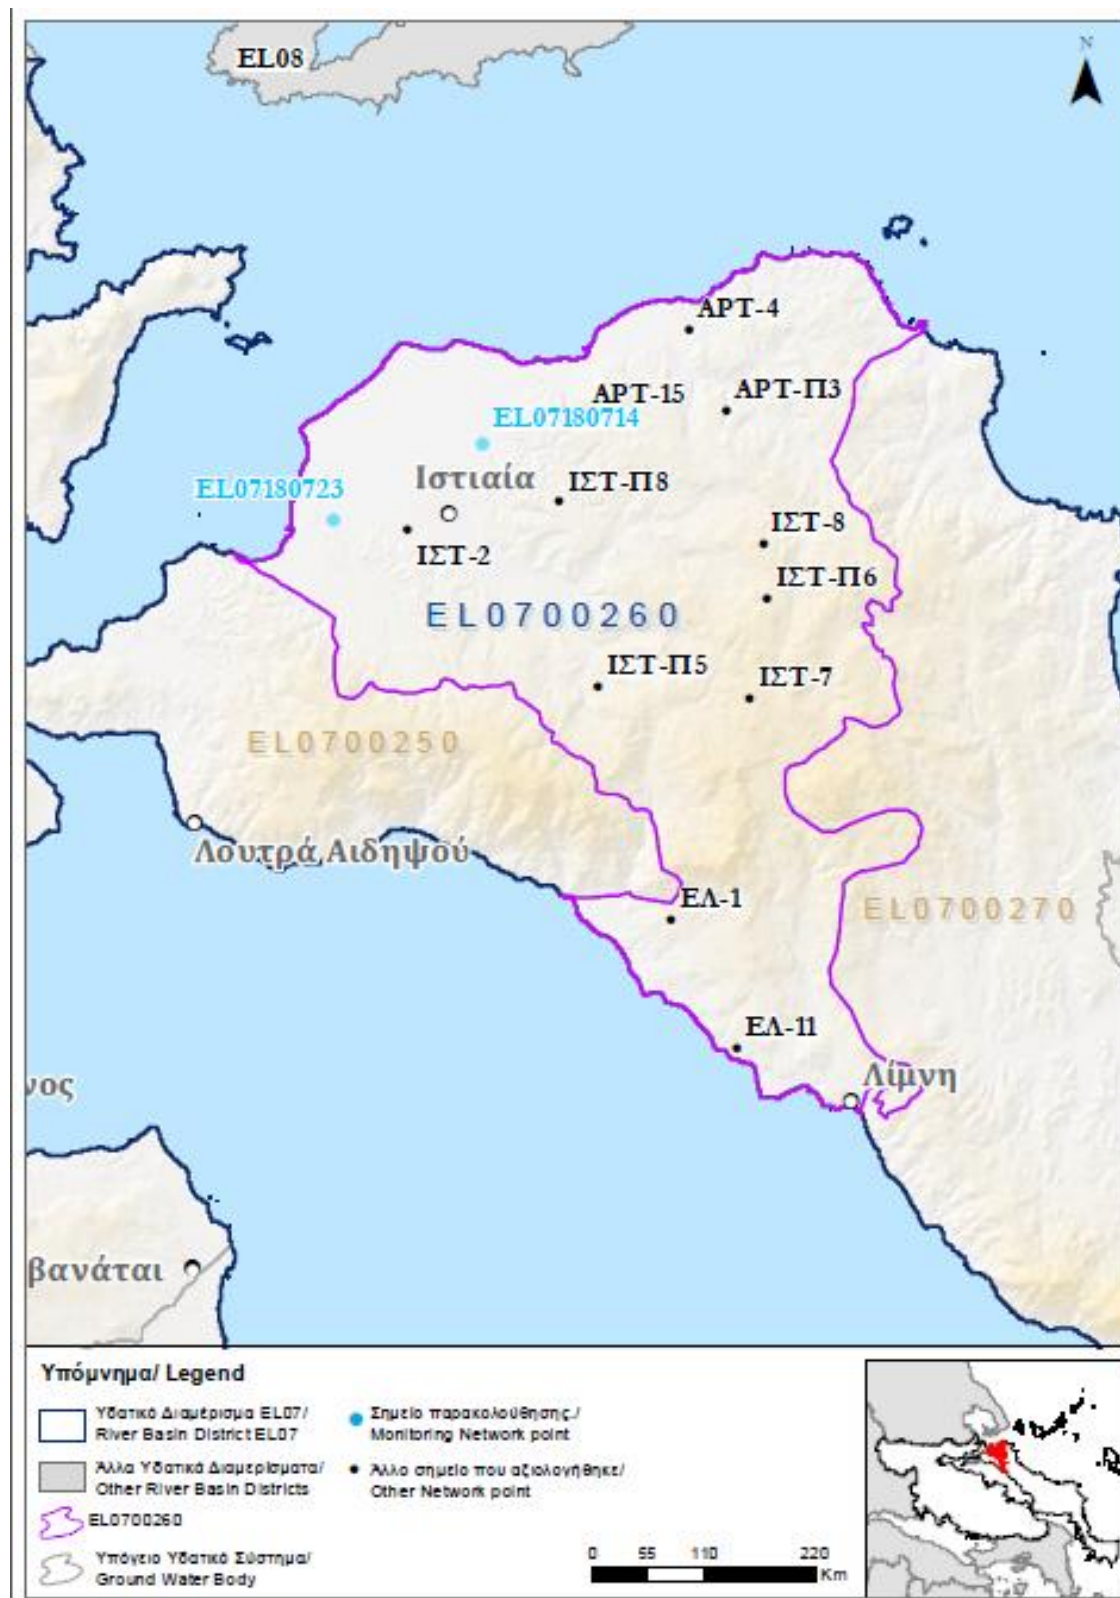 EL08
N
ΑΡΤ-4
ΑΡΤ-15
ΑΡΤ-Π3
EL07180714
Ιστιαία
ΙΣΤ-Π8
EL07180723
ΙΣΤ-2
ΙΣΤ-8
ΙΣΤ-Π6
EL0700260
ΙΣΤ-Π5
ΙΣΤ-7
EL0700250
Λουτρά Αιδηψού
ΕΛ-1
EL0700270
ΕΛ-11
Λίμνη
νος
βανάται
Υπόμνημα/ Legend
Υδατικό Διαμέρισμα EL07/
River Basin District EL07
Άλλα Υδατικά Διαμερίσματα/
Other River Basin Districts
EL0700260
Υπόγειο Υδατικό Σύστημα/
Ground Water Body
Σημείο παρακολούθησης./
Monitoring Network point
Άλλο σημείο που αξιολογήθηκε/
Other Network point
0 55 110 220
Km